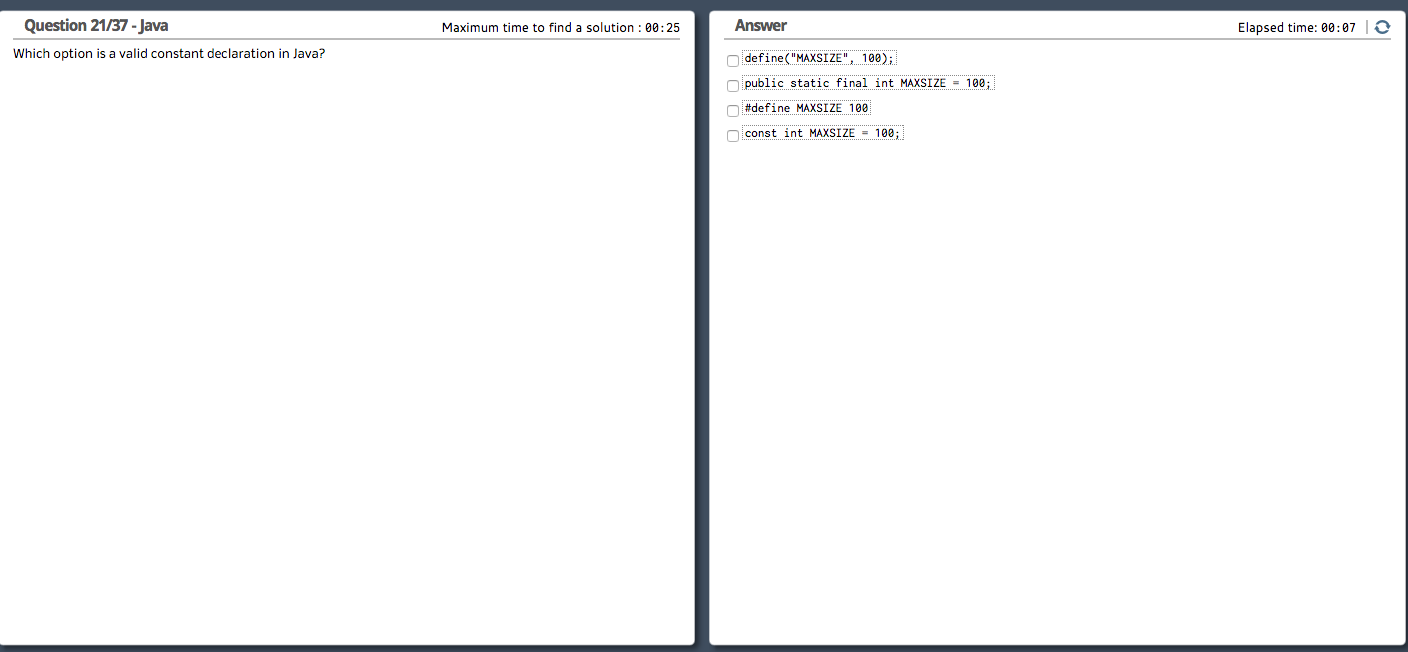 Question 21/37 - Java
Maximum time to find a solution : 00:25
Which option is a valid constant declaration in Java?
Answer
Elapsed time: 00:07
define("MAXSIZE", 100);
public static final int MAXSIZE = 100;
#define MAXSIZE 100
const int MAXSIZE = 100;